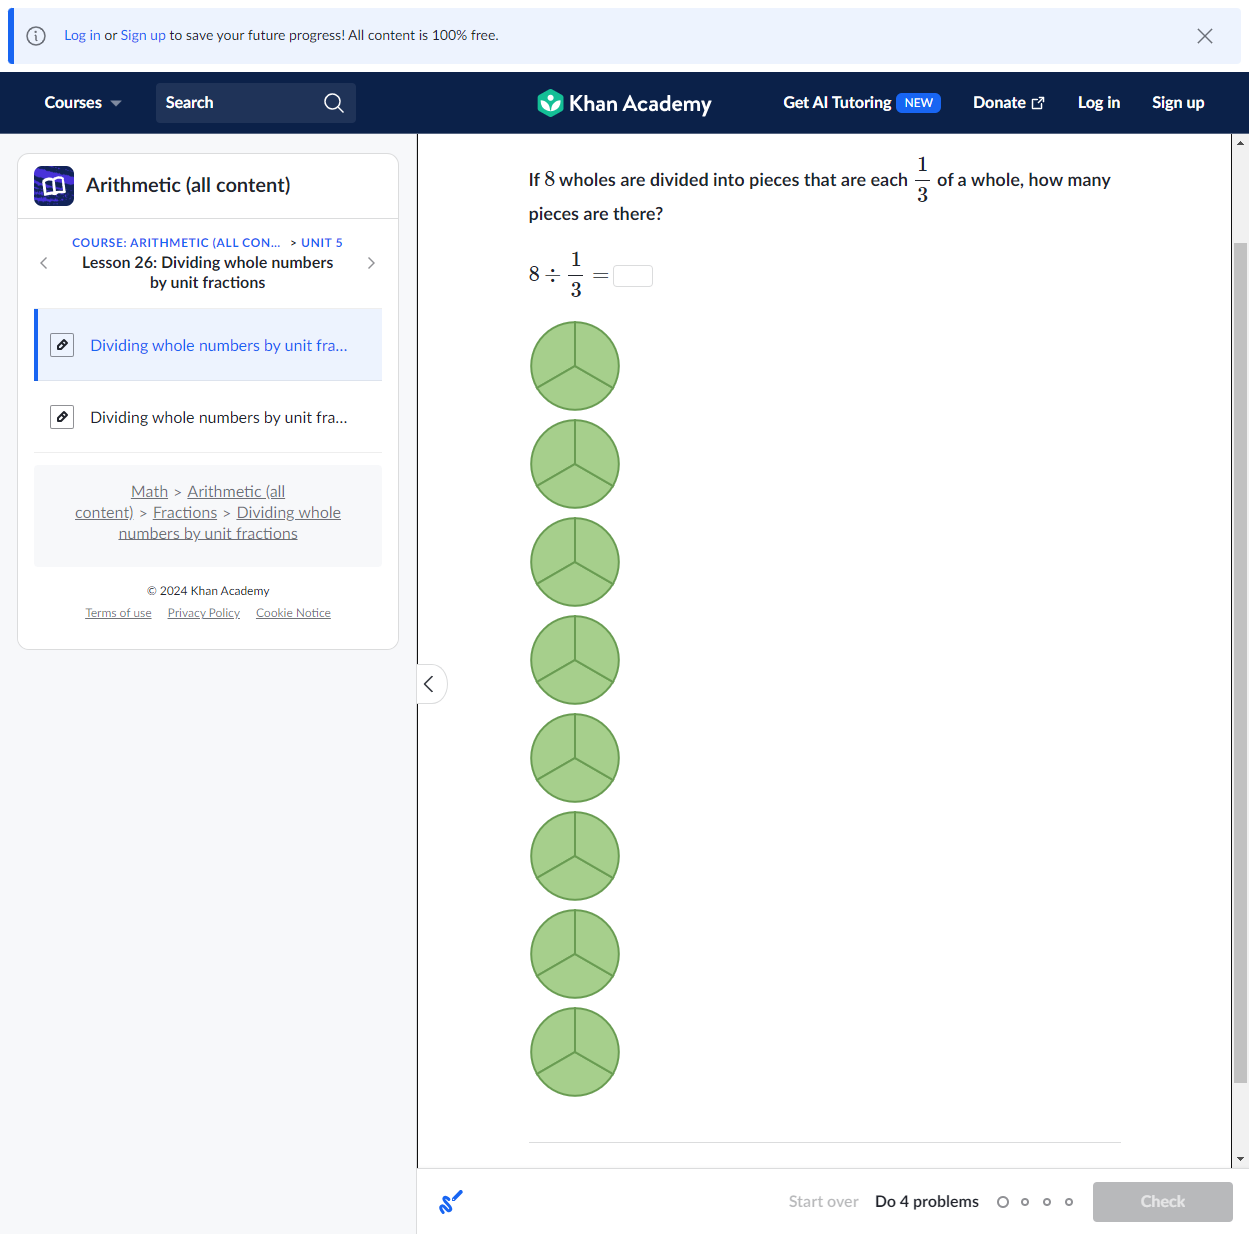 Log in or Sign up to save your future progress! All content is 100% free.
Courses
Search
Khan Academy
Get AI Tutoring NEW
Donate
Log in
Sign up
Arithmetic (all content)
COURSE: ARITHMETIC (ALL CON... > UNIT 5
Lesson 26: Dividing whole numbers
by unit fractions
Dividing whole numbers by unit fra...
Dividing whole numbers by unit fra...
Math > Arithmetic (all
content) > Fractions > Dividing whole
numbers by unit fractions
© 2024 Khan Academy
Terms of use Privacy Policy Cookie Notice
If 8 wholes are divided into pieces that are each 1/3 of a whole, how many
pieces are there?
8 ÷ 1/3 =
Start over
Do 4 problems
Check